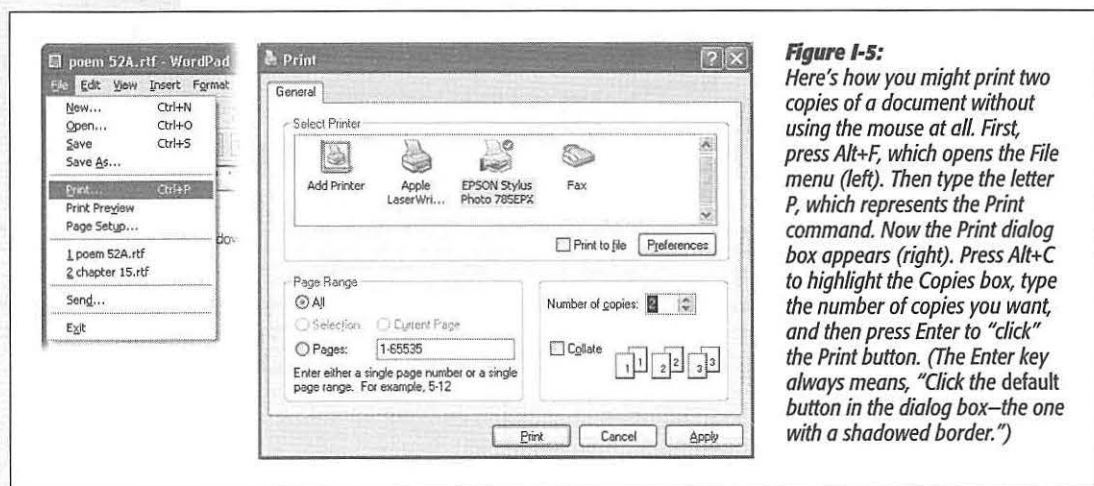 poem 52A.rtf - WordPad
File Edit View Insert Format
New... Ctrl+N
Open... Ctrl+O
Save Ctrl+S
Save As...
Print... Ctrl+P
Print Preview
Page Setup...
1 poem 52A.rtf
2 chapter 15.rtf
Send...
Exit
dov
Print
General
Select Printer
Add Printer
Apple
LaserWri...
EPSON Stylus
Photo 785EPX
Fax
Print to file Preferences
Page Range
All
Selection Current Page
Pages: 1-65535
Enter either a single page number or a single
page range. For example, 5-12
Number of copies: 2
Collate
1 1 2 2 3 3
Print Cancel Apply
Figure I-5:
Here's how you might print two
copies of a document without
using the mouse at all. First,
press Alt+F, which opens the File
menu (left). Then type the letter
P, which represents the Print
command. Now the Print dialog
box appears (right). Press Alt+C
to highlight the Copies box, type
the number of copies you want,
and then press Enter to “click”
the Print button. (The Enter key
always means, “Click the default
button in the dialog box—the one
with a shadowed border.”)